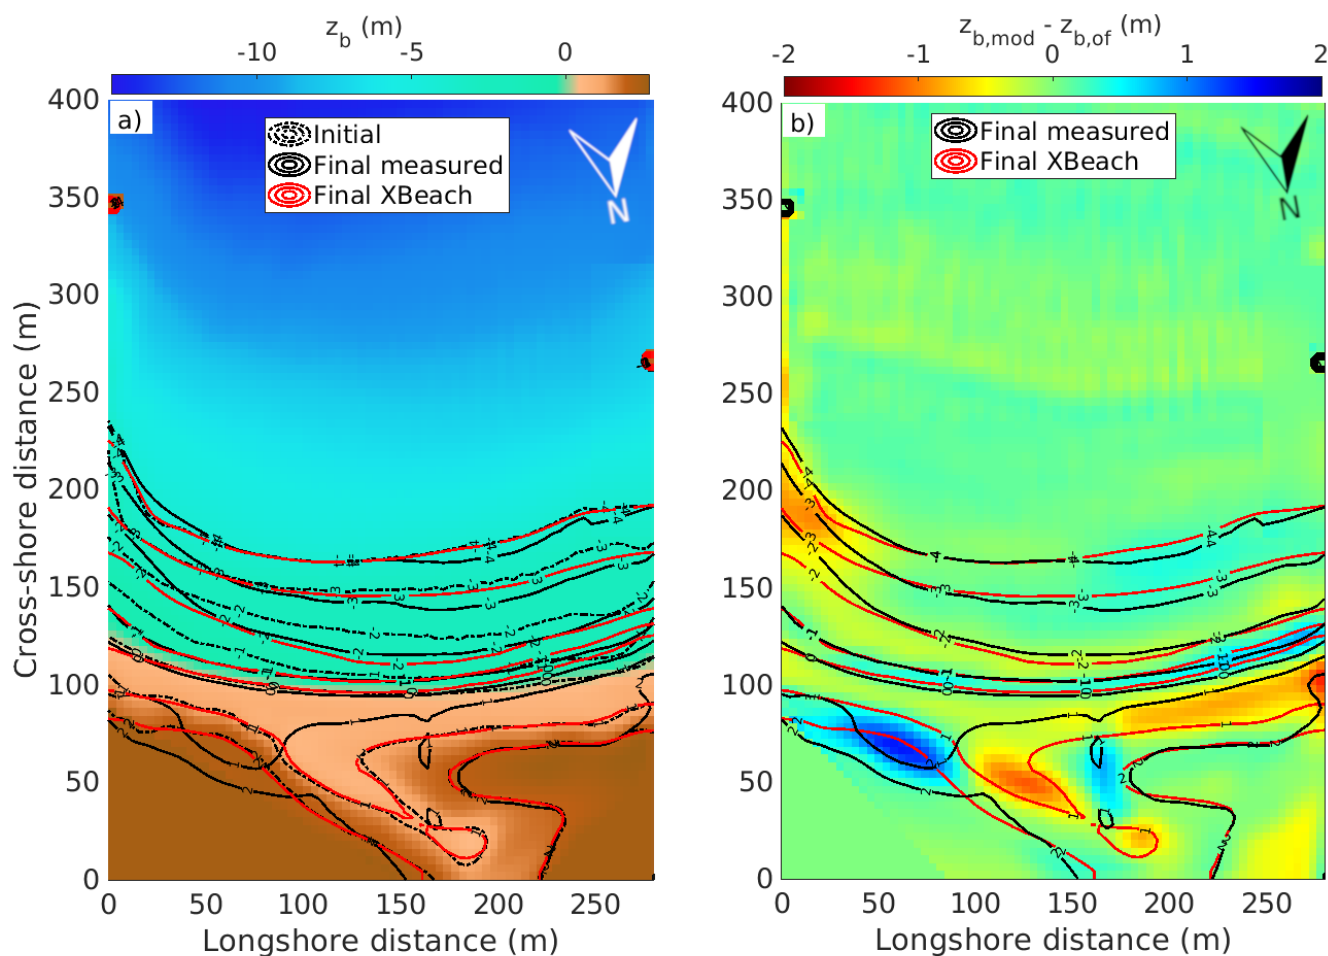 z_b (m)
-10 -5 0
400
a)
Initial
Final measured
Final XBeach
N
350
300
250
200
150
100
50
0
Cross-shore distance (m)
0 50 100 150 200 250
Longshore distance (m)
z_b,mod - z_b,of (m)
-2 -1 0 1 2
400
b)
Final measured
Final XBeach
N
350
300
250
200
150
100
50
0
0 50 100 150 200 250
Longshore distance (m)